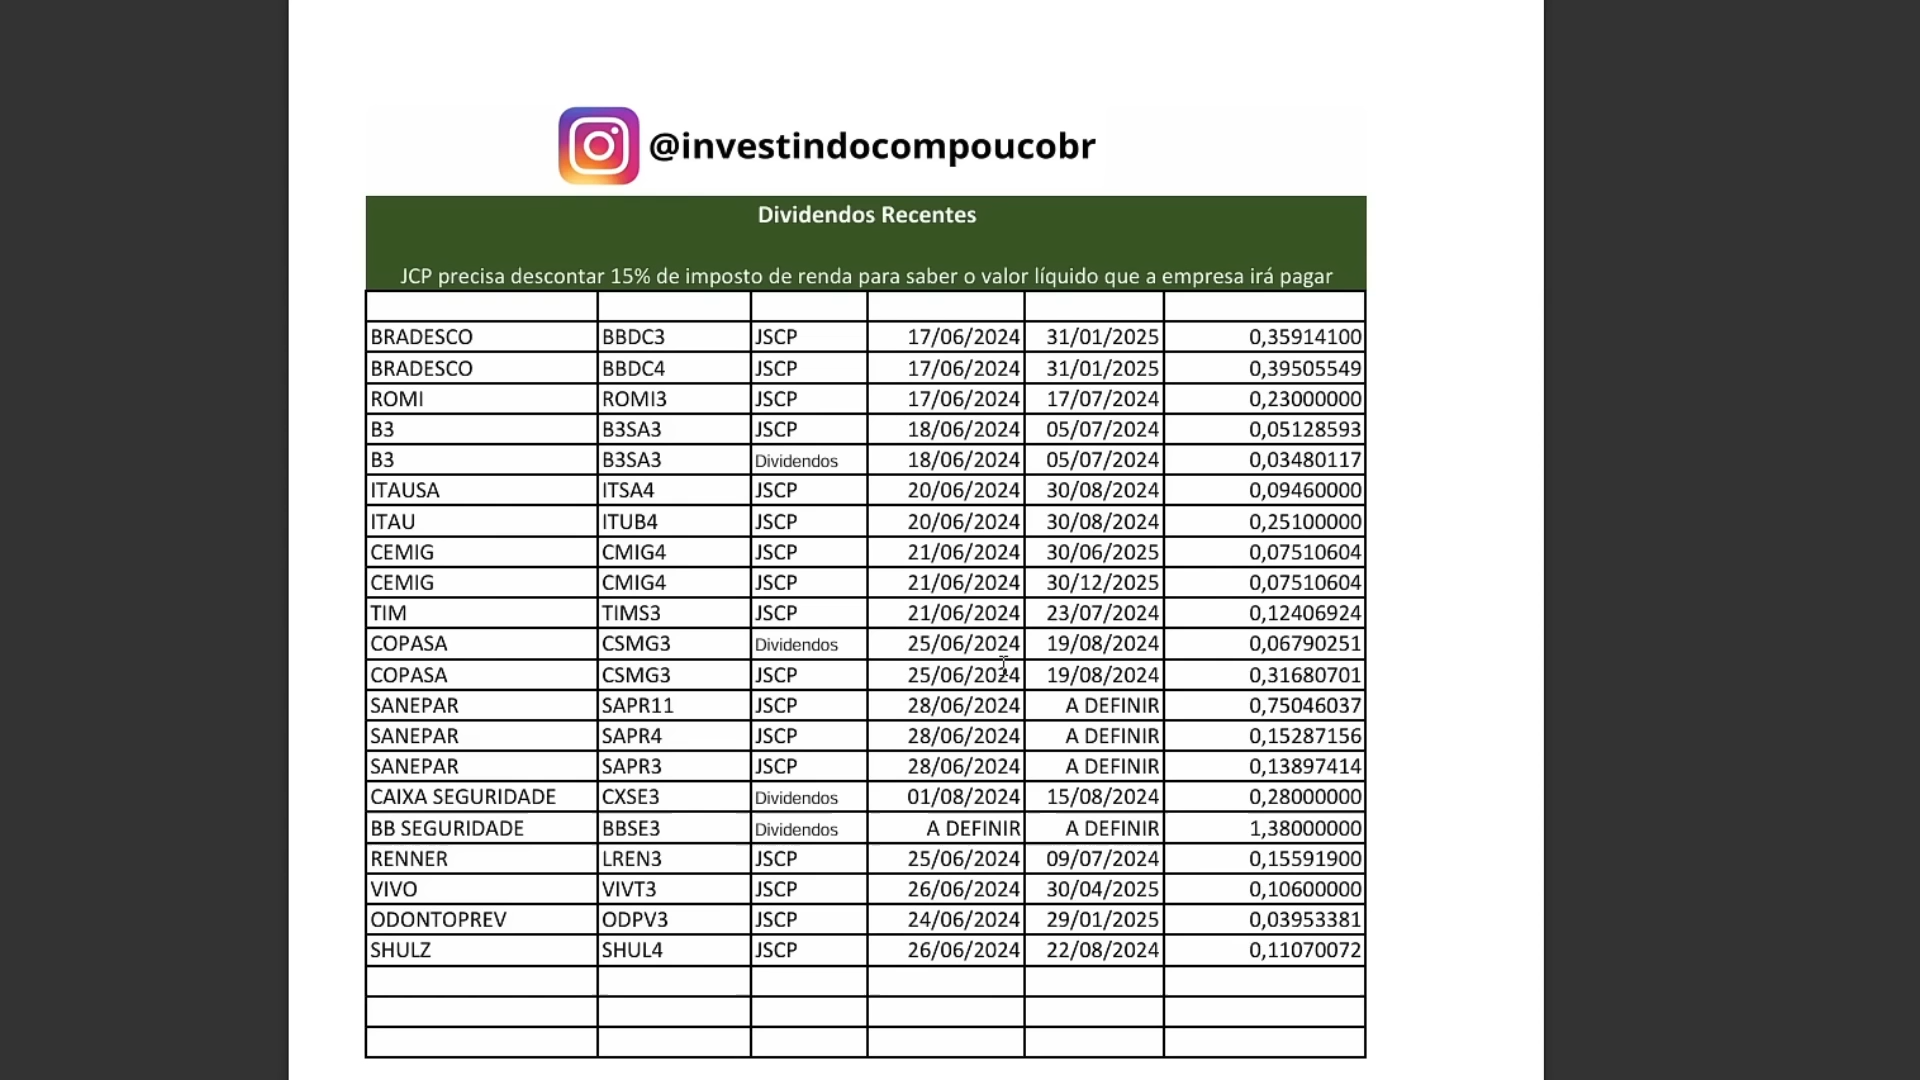 @investindocompoucobr
Dividendos Recentes
JCP precisa descontar 15% de imposto de renda para saber o valor líquido que a empresa irá pagar
BRADESCO BBDC3 JSCP 17/06/2024 31/01/2025 0,35914100
BRADESCO BBDC4 JSCP 17/06/2024 31/01/2025 0,39505549
ROMI ROMI3 JSCP 17/06/2024 17/07/2024 0,23000000
B3 B3SA3 JSCP 18/06/2024 05/07/2024 0,05128593
B3 B3SA3 Dividendos 18/06/2024 05/07/2024 0,03480117
ITAUSA ITSA4 JSCP 20/06/2024 30/08/2024 0,09460000
ITAU ITUB4 JSCP 20/06/2024 30/08/2024 0,25100000
CEMIG CMIG4 JSCP 21/06/2024 30/06/2025 0,07510604
CEMIG CMIG4 JSCP 21/06/2024 30/12/2025 0,07510604
TIM TIMS3 JSCP 21/06/2024 23/07/2024 0,12406924
COPASA CSMG3 Dividendos 25/06/2024 19/08/2024 0,06790251
COPASA CSMG3 JSCP 25/06/2024 19/08/2024 0,31680701
SANEPAR SAPR11 JSCP 28/06/2024 A DEFINIR 0,75046037
SANEPAR SAPR4 JSCP 28/06/2024 A DEFINIR 0,15287156
SANEPAR SAPR3 JSCP 28/06/2024 A DEFINIR 0,13897414
CAIXA SEGURIDADE CXSE3 Dividendos 01/08/2024 15/08/2024 0,28000000
BB SEGURIDADE BBSE3 Dividendos A DEFINIR A DEFINIR 1,38000000
RENNER LREN3 JSCP 25/06/2024 09/07/2024 0,15591900
VIVO VIVT3 JSCP 26/06/2024 30/04/2025 0,10600000
ODONTOPREV ODPV3 JSCP 24/06/2024 29/01/2025 0,03953381
SHULZ SHUL4 JSCP 26/06/2024 22/08/2024 0,11070072